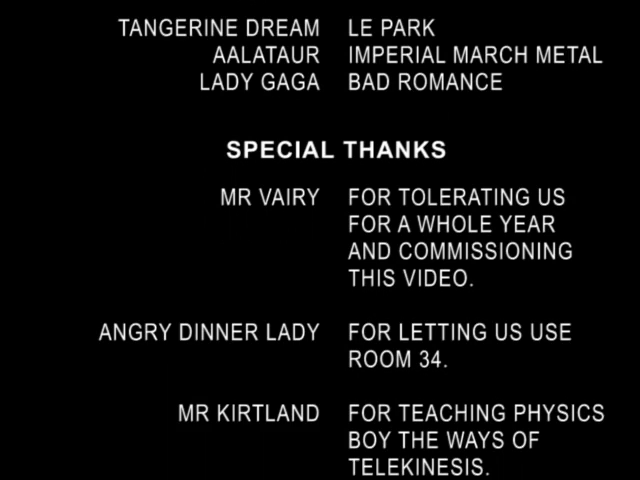 TANGERINE DREAM LE PARK
AALATAUR IMPERIAL MARCH METAL
LADY GAGA BAD ROMANCE
SPECIAL THANKS
MR VAIRY FOR TOLERATING US
FOR A WHOLE YEAR
AND COMMISSIONING
THIS VIDEO.
ANGRY DINNER LADY FOR LETTING US USE
ROOM 34.
MR KIRTLAND FOR TEACHING PHYSICS
BOY THE WAYS OF
TELEKINESIS.